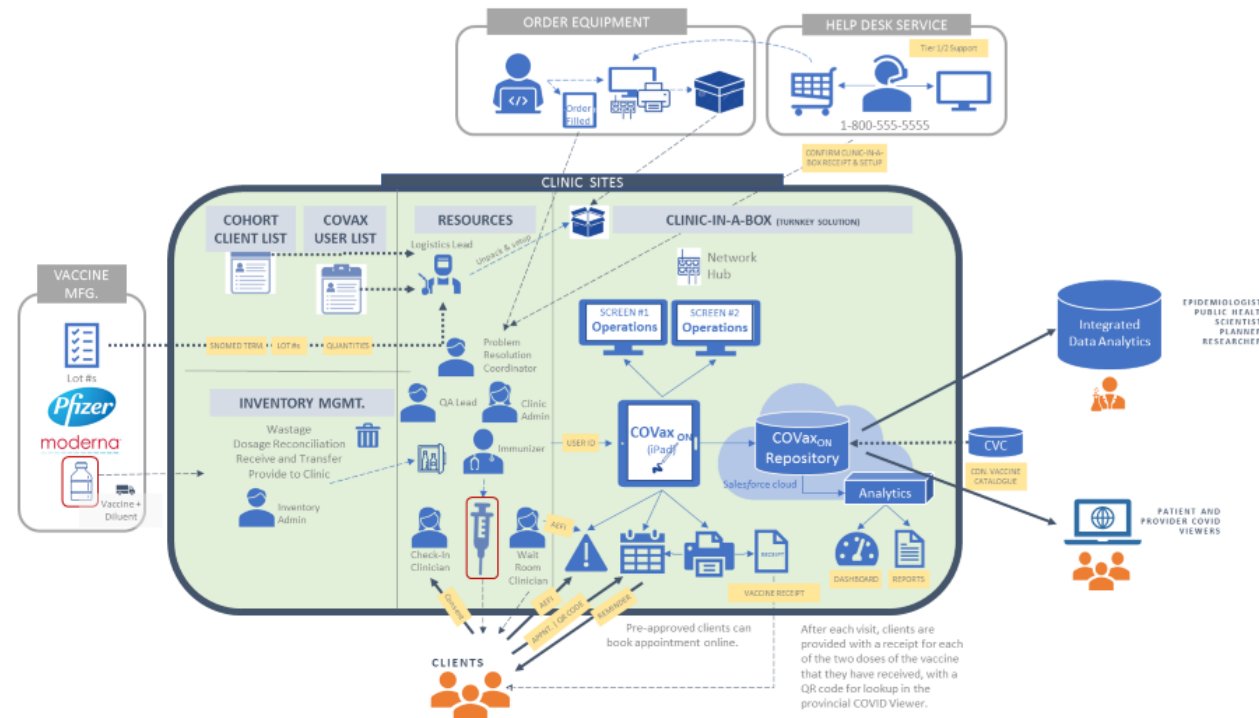 ORDER EQUIPMENT
HELP DESK SERVICE
Tier 1/2 Support
Order
Filled
1-800-555-5555
CONFIRM CLINIC-IN-A-
BOX RECEIPT & SETUP
CLINIC SITES
COHORT
CLIENT LIST
COVAX
USER LIST
RESOURCES
CLINIC-IN-A-BOX (TURNKEY SOLUTION)
Logistics Lead
Unpack & setup
Network
Hub
VACCINE
MFG.
Lot #s
Pfizer
moderna
Vaccine +
Diluent
SNOMED TERM
LOT #s
QUANTITIES
SCREEN #1
Operations
SCREEN #2
Operations
Problem
Resolution
Coordinator
QA Lead
Clinic
Admin
INVENTORY MGMT.
Wastage
Dosage Reconciliation
Receive and Transfer
Provide to Clinic
Inventory
Admin
Immunizer
USER ID
COVax ON
(iPad)
COVaxON
Repository
Salesforce cloud
Analytics
CVC
CDN. VACCINE
CATALOGUE
Integrated
Data Analytics
EPIDEMIOLOGIST
PUBLIC HEALTH
SCIENTIST
PLANNER
RESEARCHER
PATIENT AND
PROVIDER COVID
VIEWERS
Check-In
Clinician
Wait
Room
Clinician
AEFI
RECEIPT
VACCINE RECEIPT
DASHBOARD
REPORTS
Consent
AEFI
APPNT. | QR CODE
REMINDER
Pre-approved clients can
book appointment online.
After each visit, clients are
provided with a receipt for each
of the two doses of the vaccine
that they have received, with a
QR code for lookup in the
provincial COVID Viewer.
CLIENTS